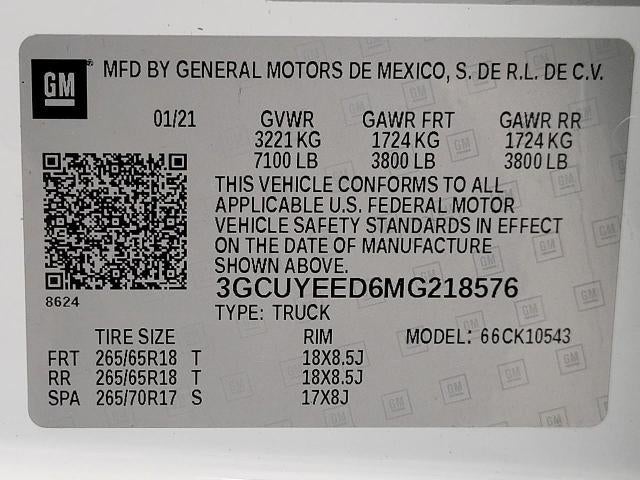 GM ® MFD BY GENERAL MOTORS DE MEXICO, S. DE R.L. DE C.V.
01/21 GVWR GAWR FRT GAWR RR
3221 KG 1724 KG 1724 KG
7100 LB 3800 LB 3800 LB
THIS VEHICLE CONFORMS TO ALL
APPLICABLE U.S. FEDERAL MOTOR
VEHICLE SAFETY STANDARDS IN EFFECT
ON THE DATE OF MANUFACTURE
SHOWN ABOVE.
8624
3GCUYEED6MG218576
TYPE: TRUCK
TIRE SIZE RIM MODEL: 66CK10543
FRT 265/65R18 T 18X8.5J
RR 265/65R18 T 18X8.5J
SPA 265/70R17 S 17X8J